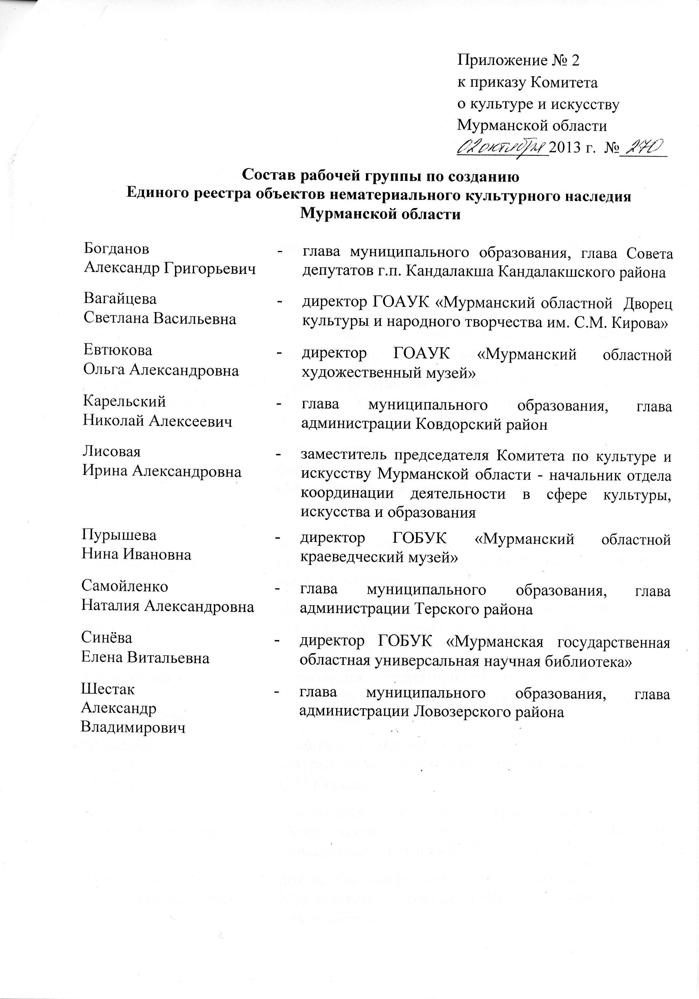 Приложение № 2
к приказу Комитета
о культуре и искусству
Мурманской области
02 октября 2013 г. № 270
Состав рабочей группы по созданию
Единого реестра объектов нематериального культурного наследия
Мурманской области
Богданов - глава муниципального образования, глава Совета
Александр Григорьевич депутатов г.п. Кандалакша Кандалакшского района
Вагайцева - директор ГОАУК «Мурманский областной Дворец
Светлана Васильевна культуры и народного творчества им. С.М. Кирова»
Евтюкова - директор ГОАУК «Мурманский областной
Ольга Александровна художественный музей»
Карельский - глава муниципального образования, глава
Николай Алексеевич администрации Ковдорский район
Лисовая - заместитель председателя Комитета по культуре и
Ирина Александровна искусству Мурманской области - начальник отдела
координации деятельности в сфере культуры,
искусства и образования
Пурышева - директор ГОБУК «Мурманский областной
Нина Ивановна краеведческий музей»
Самойленко - глава муниципального образования, глава
Наталия Александровна администрации Терского района
Синёва - директор ГОБУК «Мурманская государственная
Елена Витальевна областная универсальная научная библиотека»
Шестак - глава муниципального образования, глава
Александр администрации Ловозерского района
Владимирович